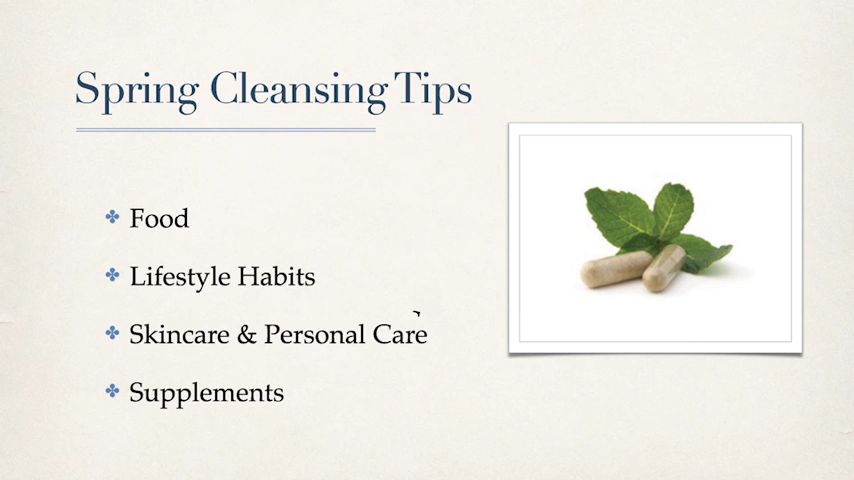 Spring Cleansing Tips
Food
Lifestyle Habits
Skincare & Personal Care
Supplements